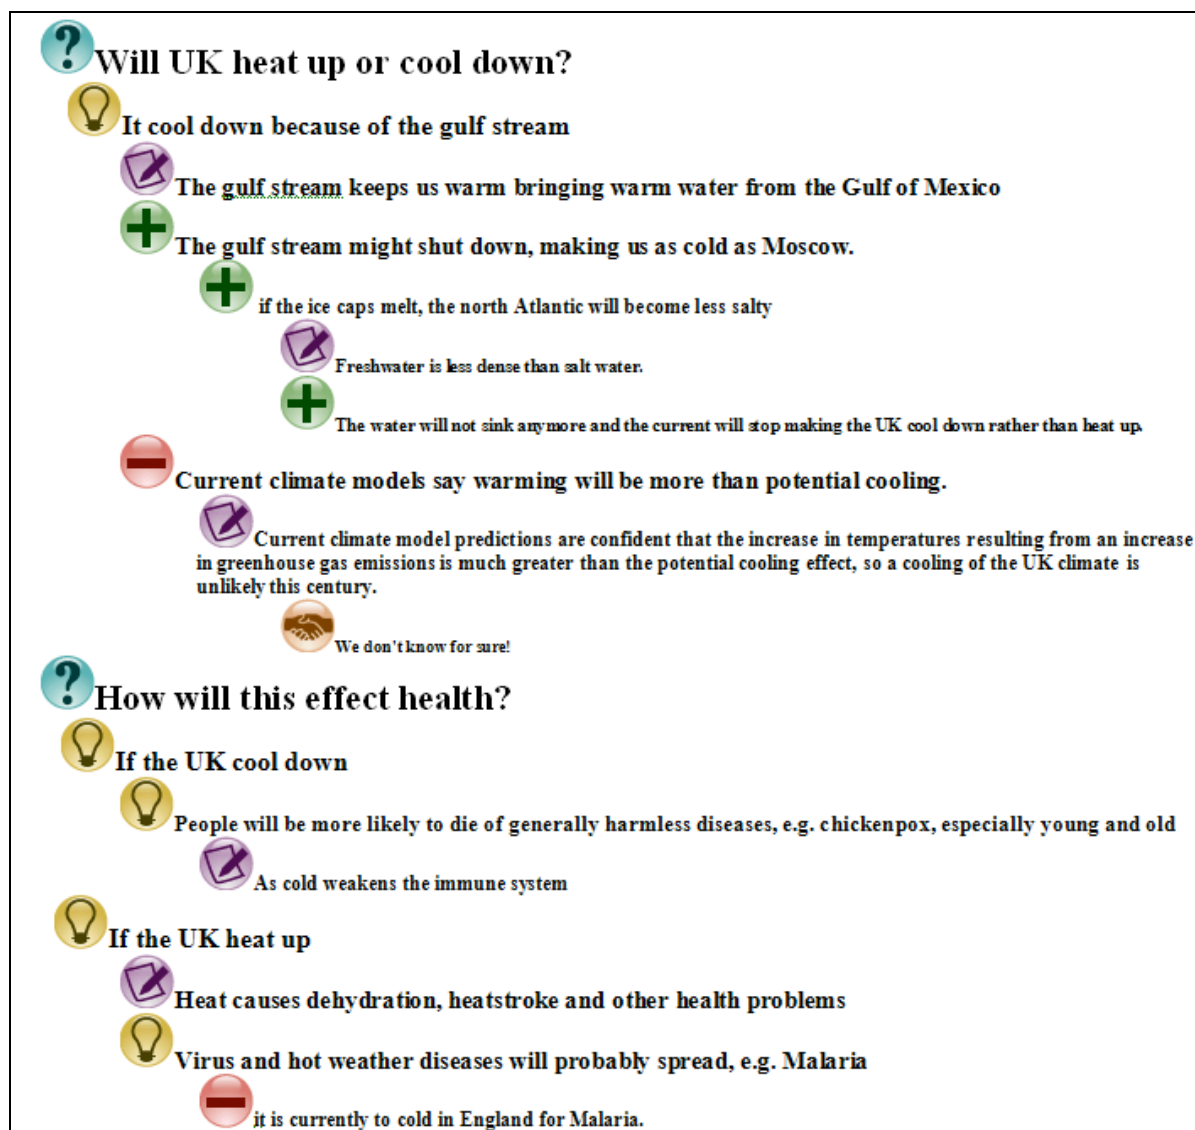 Will UK heat up or cool down?
It cool down because of the gulf stream
The gulf stream keeps us warm bringing warm water from the Gulf of Mexico
The gulf stream might shut down, making us as cold as Moscow.
if the ice caps melt, the north Atlantic will become less salty
Freshwater is less dense than salt water.
The water will not sink anymore and the current will stop making the UK cool down rather than heat up.
Current climate models say warming will be more than potential cooling.
Current climate model predictions are confident that the increase in temperatures resulting from an increase
in greenhouse gas emissions is much greater than the potential cooling effect, so a cooling of the UK climate is
unlikely this century.
We don't know for sure!
How will this effect health?
If the UK cool down
People will be more likely to die of generally harmless diseases, e.g. chickenpox, especially young and old
As cold weakens the immune system
If the UK heat up
Heat causes dehydration, heatstroke and other health problems
Virus and hot weather diseases will probably spread, e.g. Malaria
it is currently to cold in England for Malaria.